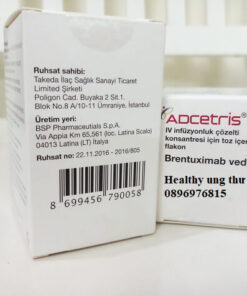 Ruhsat sahibi:
Takeda İlaç Sağlık Sanayi Ticaret
Limited Şirketi
Poligon Cad. Buyaka 2 Sit.1.
Blok No.8 A/10-11 Ümraniye, İstanbul
Üretim yeri:
BSP Pharmaceutials S.p.A.
Via Appia Km 65,561 (loc. Latina Scalo)
04013 Latina (LT) İtalya
Ruhsat no: 22.11.2016 - 2016/805
8 699456 790058
ADCETRIS
IV infüzyonluk çözelti
konsantresi için toz içe
flakon
Brentuximab ved
Healthy ung thu
0896976815